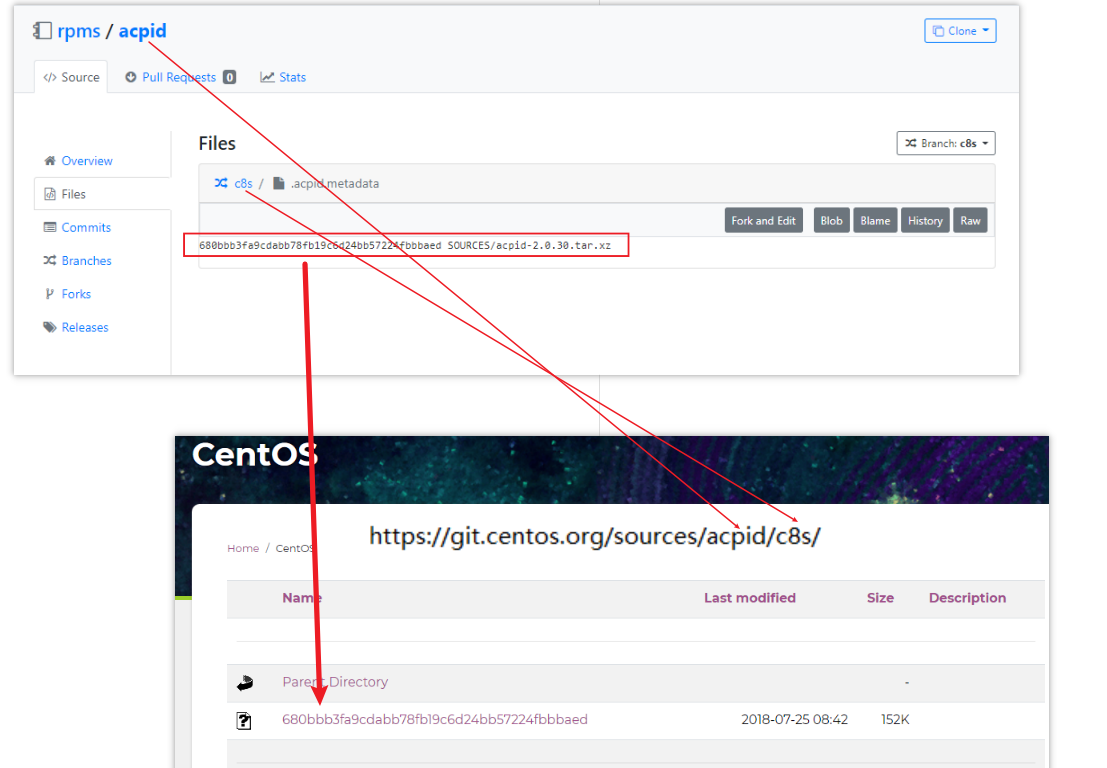 rpms / acpid
Clone
</> Source
Pull Requests 0
Stats
Overview
Files
Commits
Branches
Forks
Releases
Files
Branch: c8s
c8s / .acpid.metadata
Fork and Edit
Blob
Blame
History
Raw
680bbb3fa9cdabb78fb19c6d24bb57224fbbbaed SOURCES/acpid-2.0.30.tar.xz
CentOS
https://git.centos.org/sources/acpid/c8s/
Home / CentOS
Name Last modified Size Description
Parent Directory -
680bbb3fa9cdabb78fb19c6d24bb57224fbbbaed 2018-07-25 08:42 152K